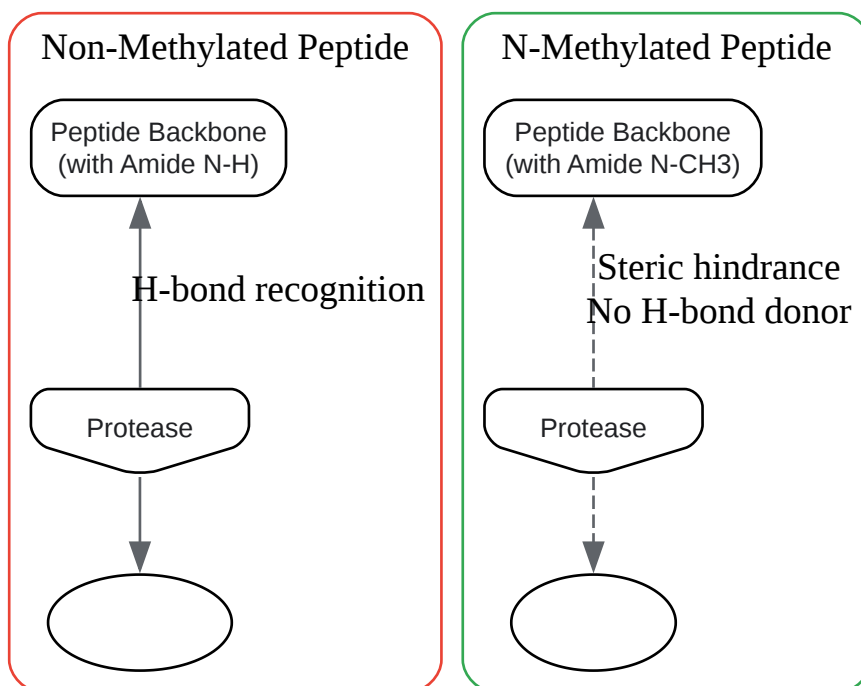 Non-Methylated Peptide
Peptide Backbone
(with Amide N-H)
H-bond recognition
Protease
N-Methylated Peptide
Peptide Backbone
(with Amide N-CH3)
Steric hindrance
No H-bond donor
Protease